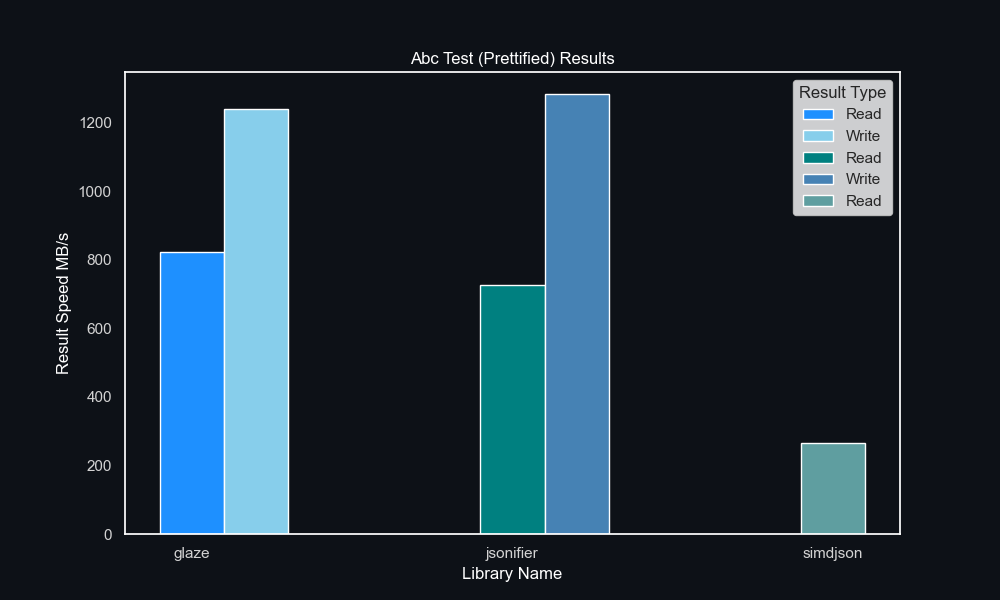 Abc Test (Prettified) Results
Result Type
Read
Write
Read
Write
Read
Result Speed MB/s
1200
1000
800
600
400
200
0
glaze
jsonifier
simdjson
Library Name